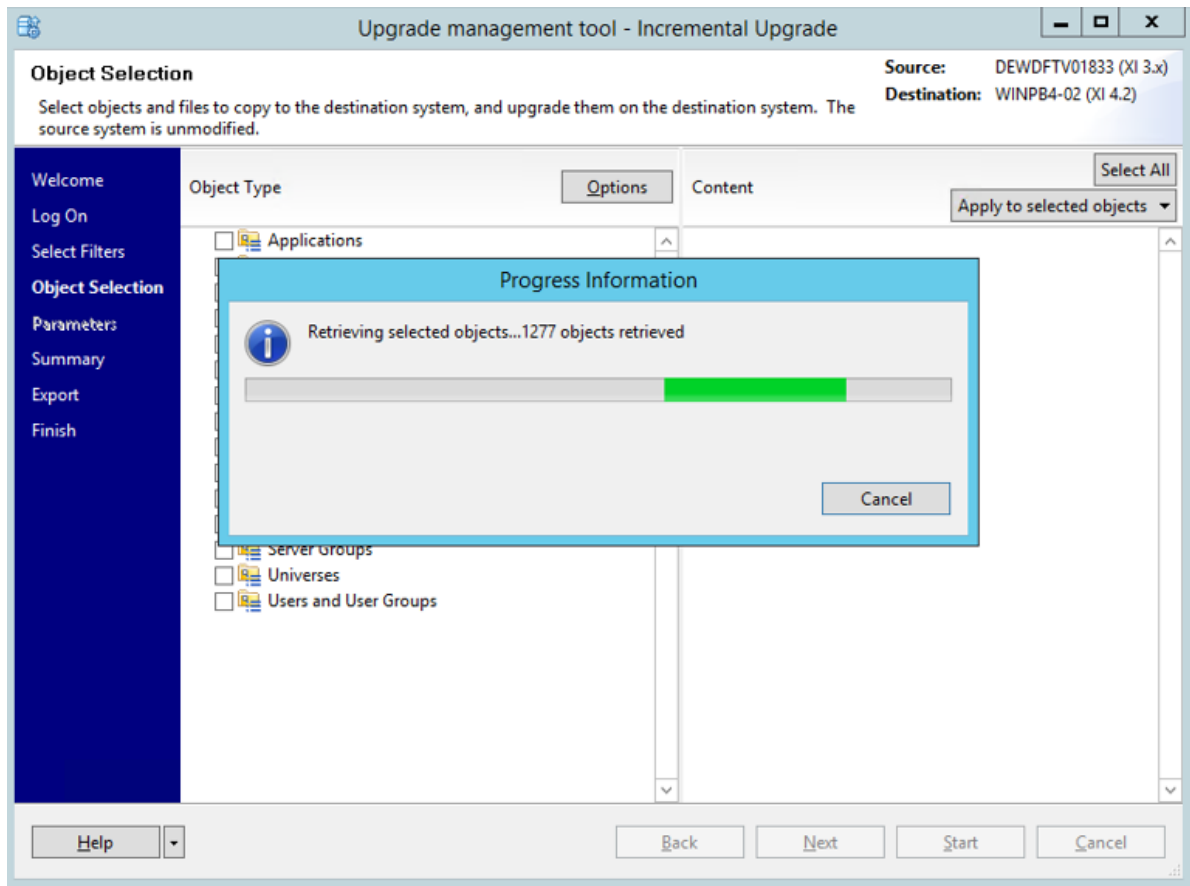 Upgrade management tool - Incremental Upgrade
Object Selection
Select objects and files to copy to the destination system, and upgrade them on the destination system. The
source system is unmodified.
Source: DEWDFTV01833 (XI 3.x)
Destination: WINPB4-02 (XI 4.2)
Welcome
Log On
Select Filters
Object Selection
Parameters
Summary
Export
Finish
Object Type
Options
Content
Select All
Apply to selected objects
Applications
Progress Information
Retrieving selected objects...1277 objects retrieved
Cancel
Server Groups
Universes
Users and User Groups
Help
Back
Next
Start
Cancel